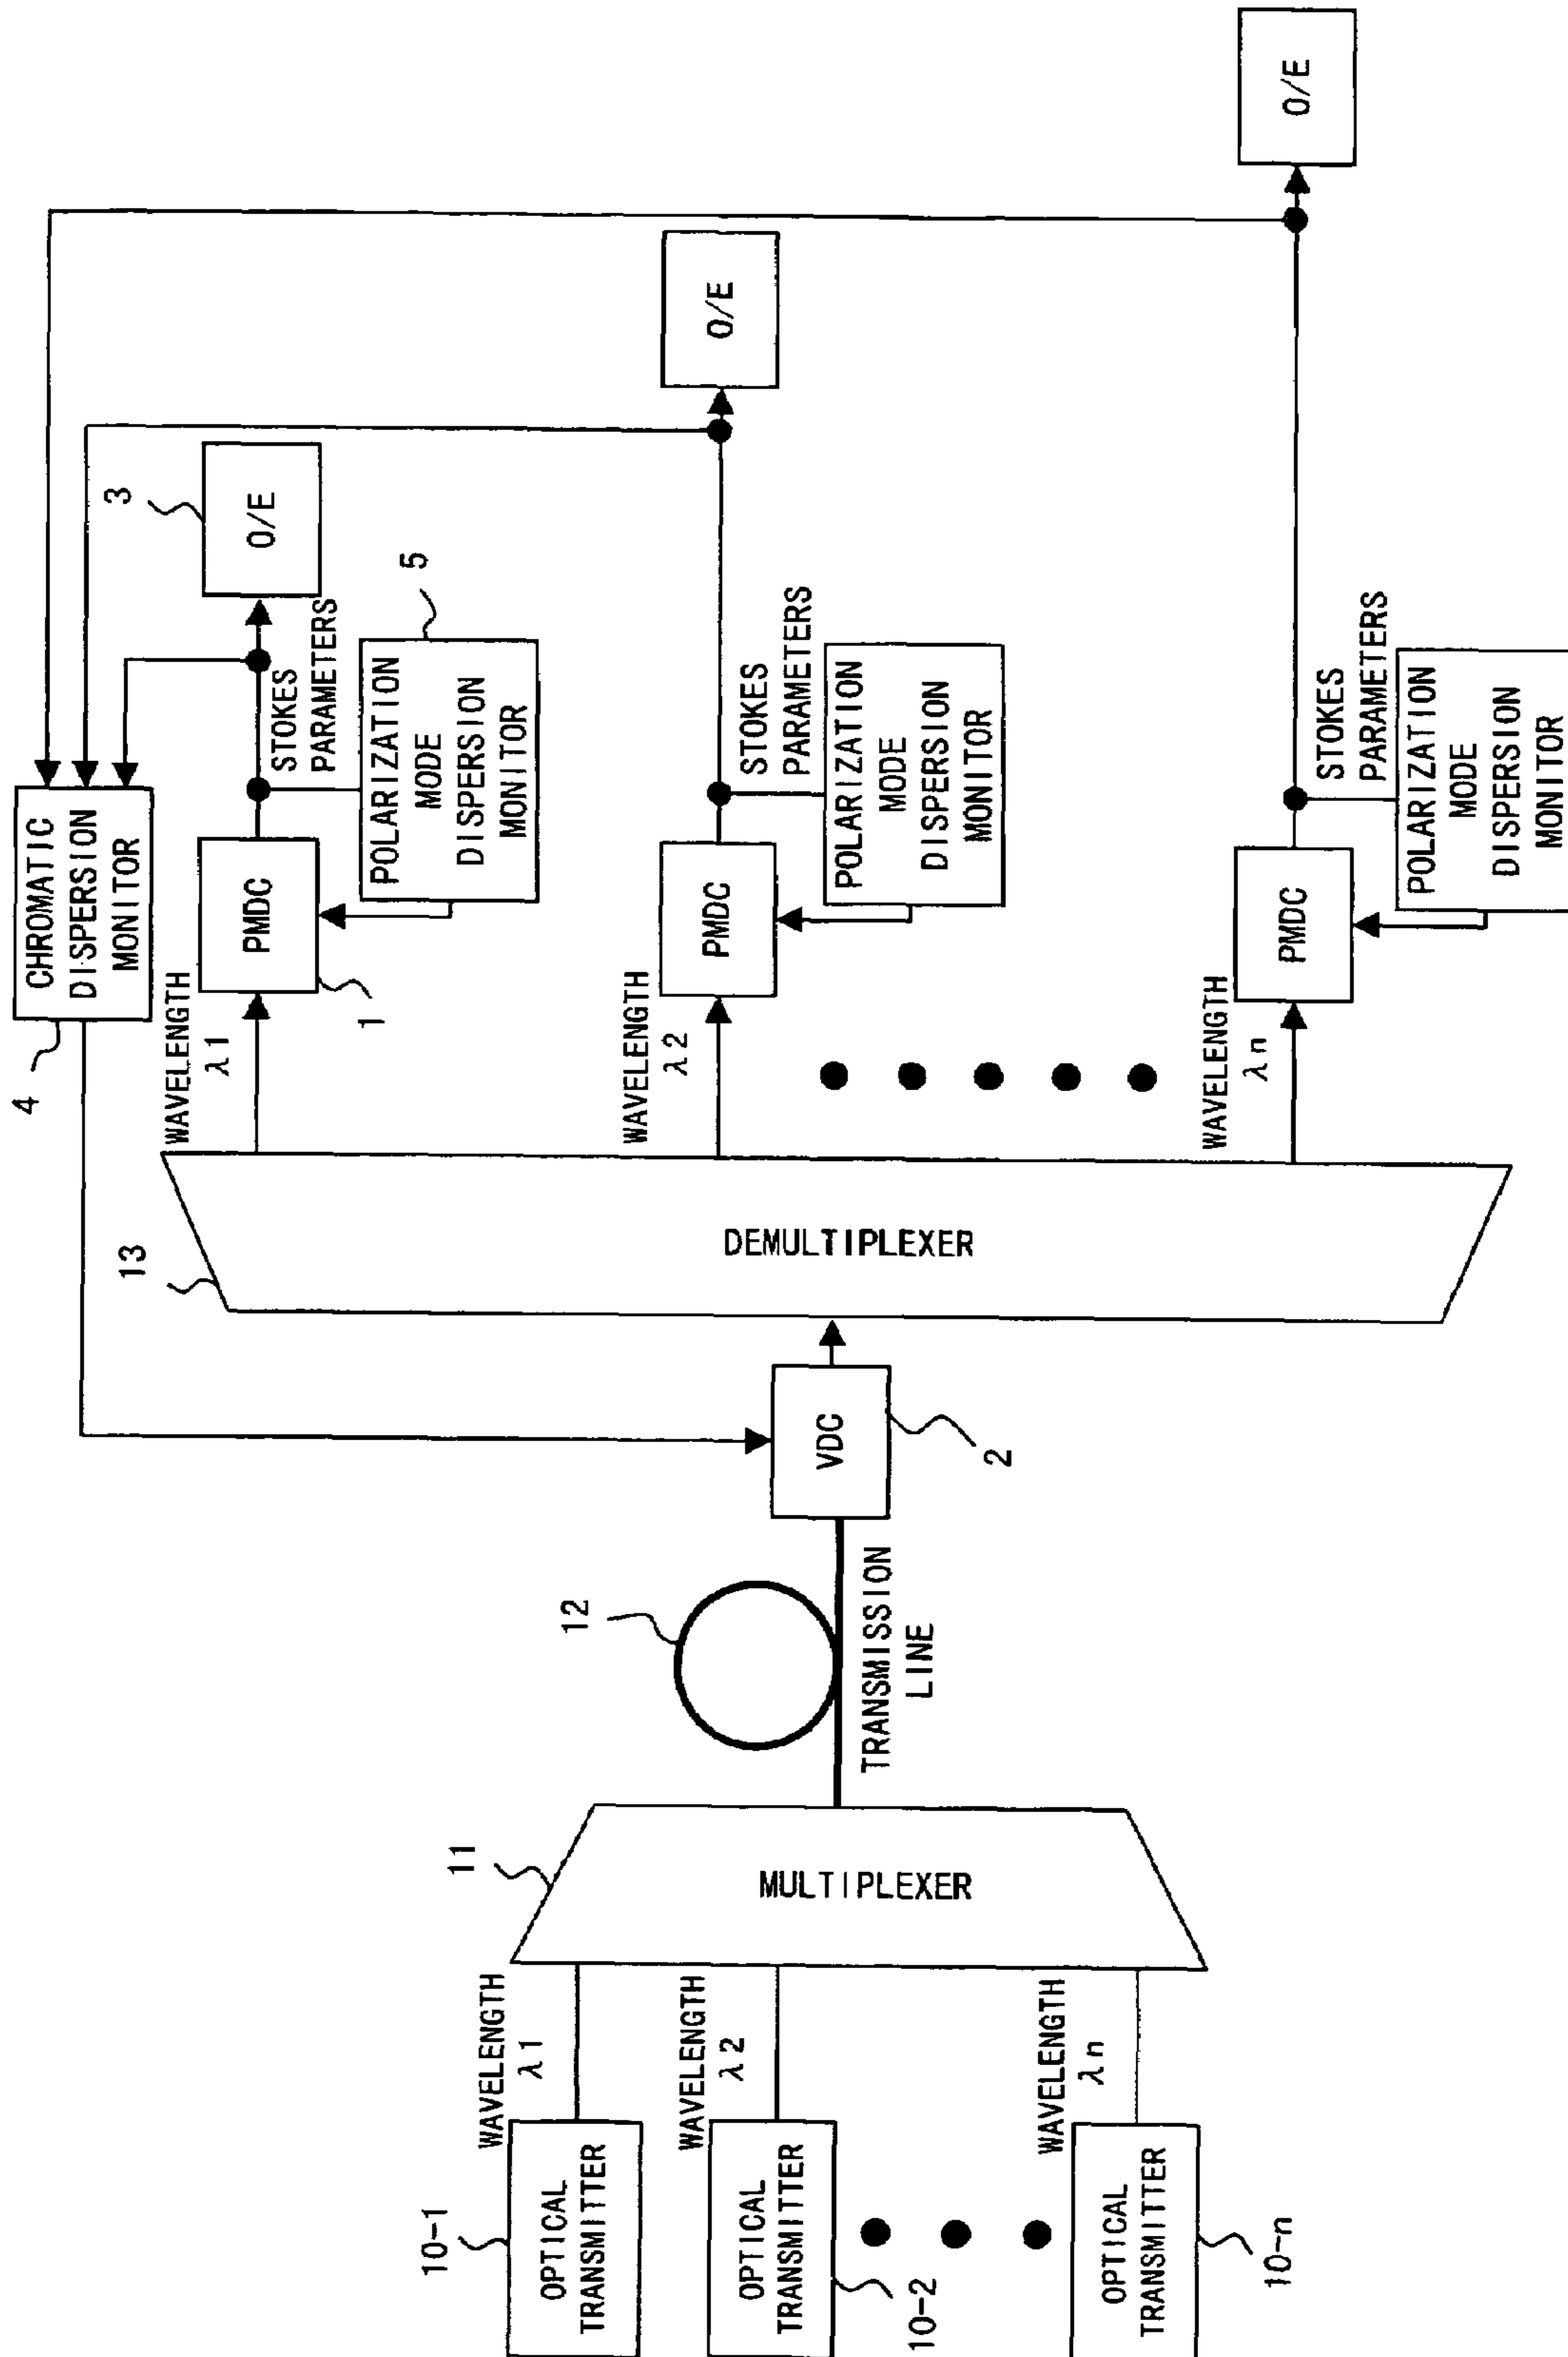 10-1
OPTICAL
TRANSMITTER
WAVELENGTH
λ1
10-2
OPTICAL
TRANSMITTER
WAVELENGTH
λ2
10-n
OPTICAL
TRANSMITTER
WAVELENGTH
λn
11
MULTIPLEXER
12
TRANSMISSION
LINE
VDC
2
13
DEMULTIPLEXER
4
CHROMATIC
DISPERSION
MONITOR
WAVELENGTH
λ1
PMDC
1
STOKES
PARAMETERS
POLARIZATION
MODE
DISPERSION
MONITOR
5
3
O/E
WAVELENGTH
λ2
PMDC
STOKES
PARAMETERS
POLARIZATION
MODE
DISPERSION
MONITOR
O/E
WAVELENGTH
λn
PMDC
STOKES
PARAMETERS
POLARIZATION
MODE
DISPERSION
MONITOR
O/E